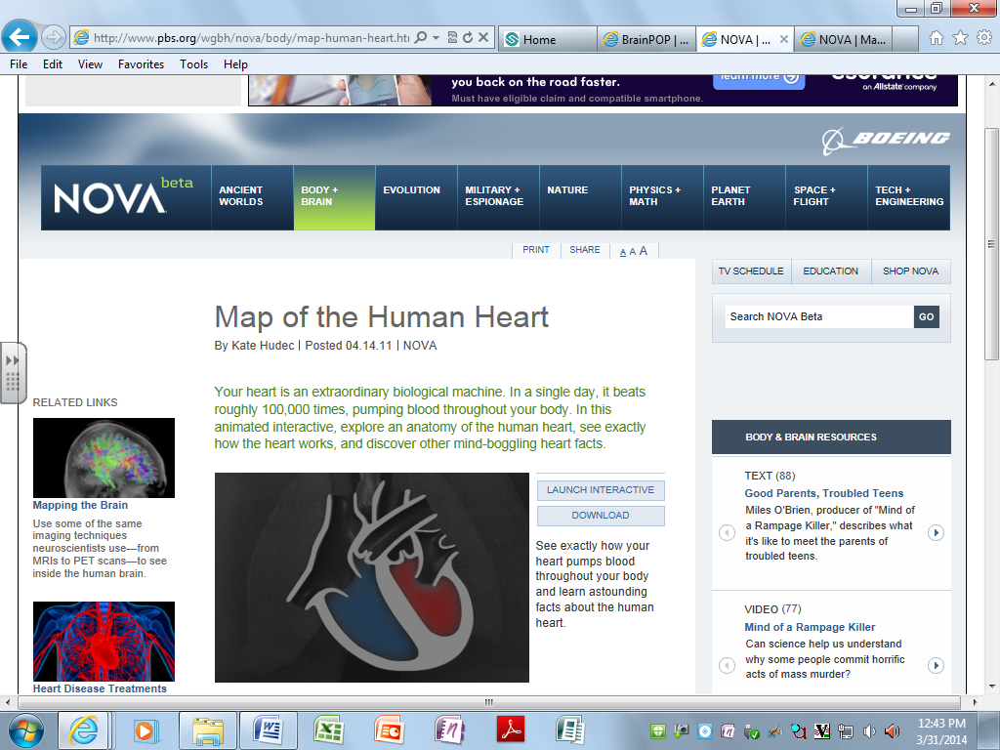 http://www.pbs.org/wgbh/nova/body/map-human-heart.ht
Home
BrainPOP | ...
NOVA | ...
NOVA | Ma...
File Edit View Favorites Tools Help
you back on the road faster.
Must have eligible claim and compatible smartphone.
learn more
esurance
an Allstate company
BOEING
NOVA beta
ANCIENT
WORLDS
BODY +
BRAIN
EVOLUTION
MILITARY +
ESPIONAGE
NATURE
PHYSICS +
MATH
PLANET
EARTH
SPACE +
FLIGHT
TECH +
ENGINEERING
PRINT SHARE A A A
TV SCHEDULE EDUCATION SHOP NOVA
Search NOVA Beta GO
Map of the Human Heart
By Kate Hudec | Posted 04.14.11 | NOVA
Your heart is an extraordinary biological machine. In a single day, it beats
roughly 100,000 times, pumping blood throughout your body. In this
animated interactive, explore an anatomy of the human heart, see exactly
how the heart works, and discover other mind-boggling heart facts.
LAUNCH INTERACTIVE
DOWNLOAD
See exactly how your
heart pumps blood
throughout your body
and learn astounding
facts about the human
heart.
RELATED LINKS
Mapping the Brain
Use some of the same
imaging techniques
neuroscientists use—from
MRIs to PET scans—to see
inside the human brain.
Heart Disease Treatments
BODY & BRAIN RESOURCES
TEXT (88)
Good Parents, Troubled Teens
Miles O'Brien, producer of "Mind of
a Rampage Killer," describes what
it's like to meet the parents of
troubled teens.
VIDEO (77)
Mind of a Rampage Killer
Can science help us understand
why some people commit horrific
acts of mass murder?
12:43 PM
3/31/2014